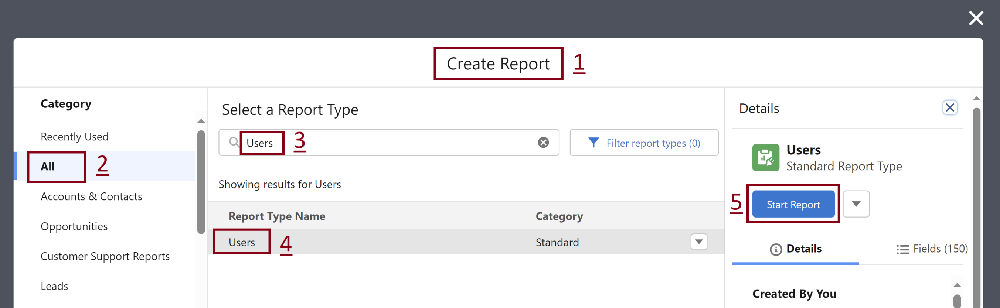 Create Report 1
Category
Recently Used
All 2
Accounts & Contacts
Opportunities
Customer Support Reports
Leads
Select a Report Type
Users 3
Filter report types (0)
Showing results for Users
Report Type Name Category
Users 4 Standard
Details
Users
Standard Report Type
5 Start Report
Details Fields (150)
Created By You